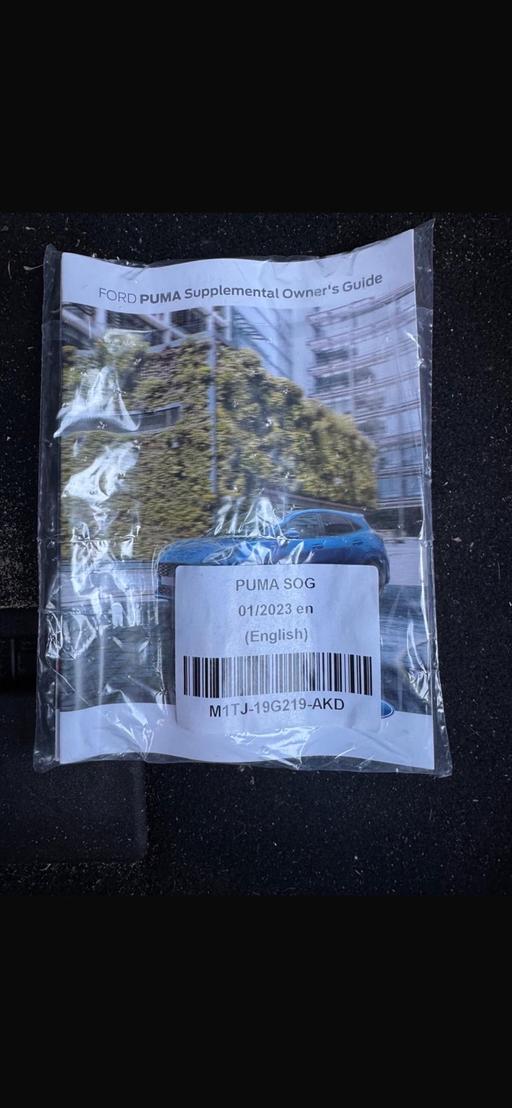 FORD PUMA Supplemental Owner's Guide
PUMA SOG
01/2023 en
(English)
M1TJ-19G219-AKD